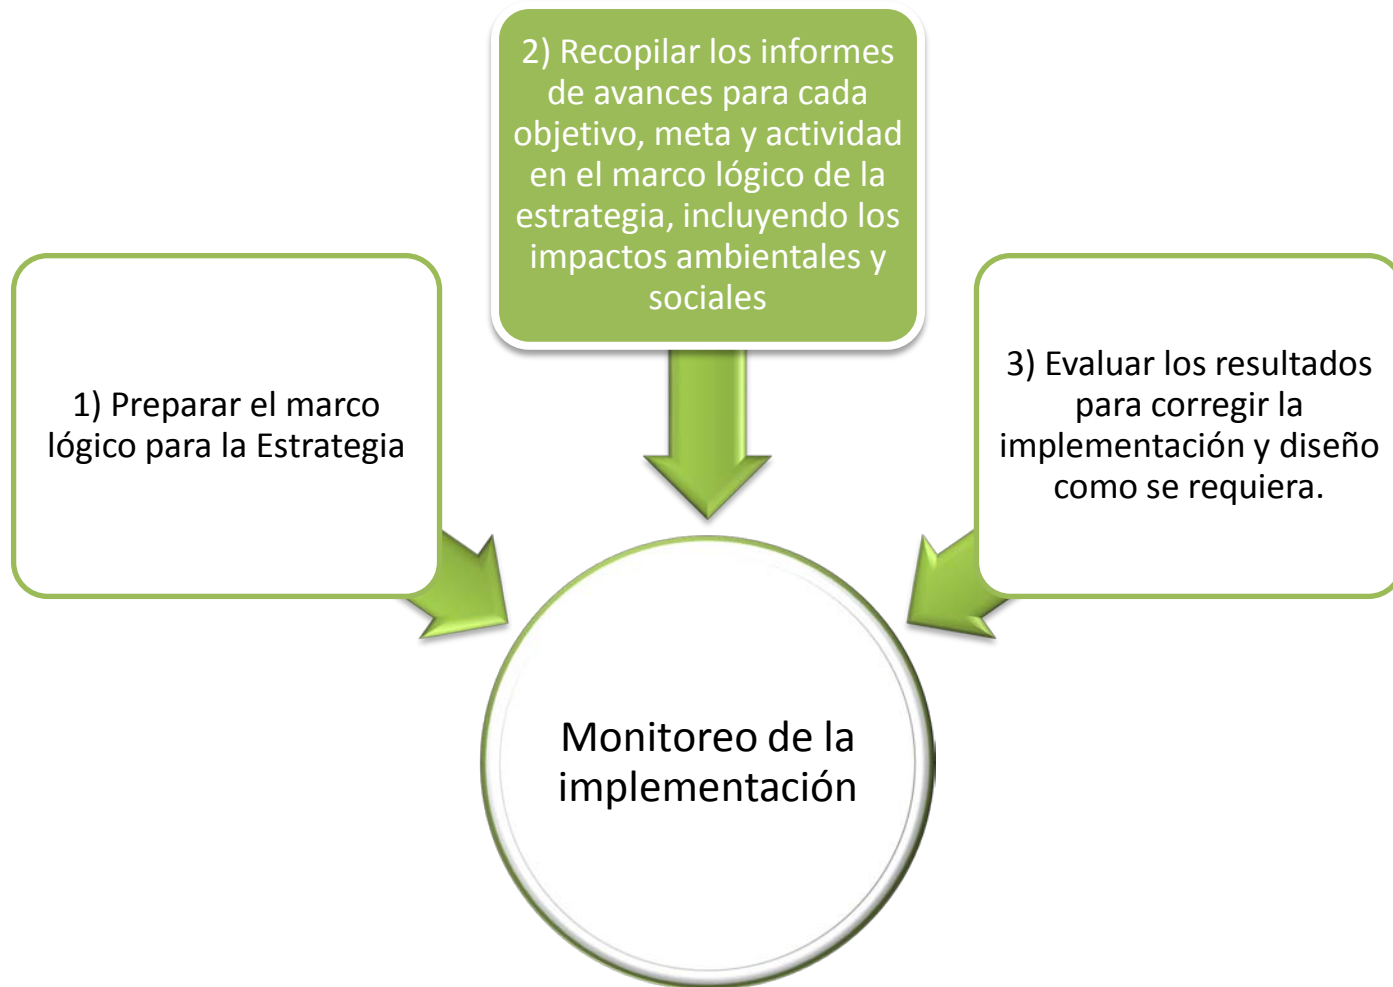 1) Preparar el marco
lógico para la Estrategia
2) Recopilar los informes
de avances para cada
objetivo, meta y actividad
en el marco lógico de la
estrategia, incluyendo los
impactos ambientales y
sociales
3) Evaluar los resultados
para corregir la
implementación y diseño
como se requiera.
Monitoreo de la
implementación